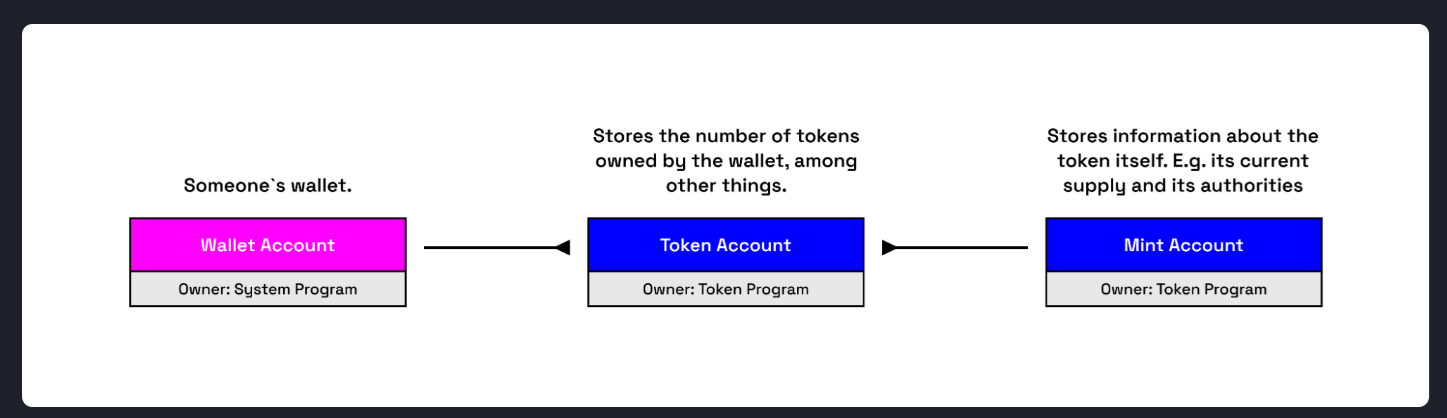 Someone`s wallet.
Wallet Account
Owner: System Program
Stores the number of tokens
owned by the wallet, among
other things.
Token Account
Owner: Token Program
Stores information about the
token itself. E.g. its current
supply and its authorities
Mint Account
Owner: Token Program